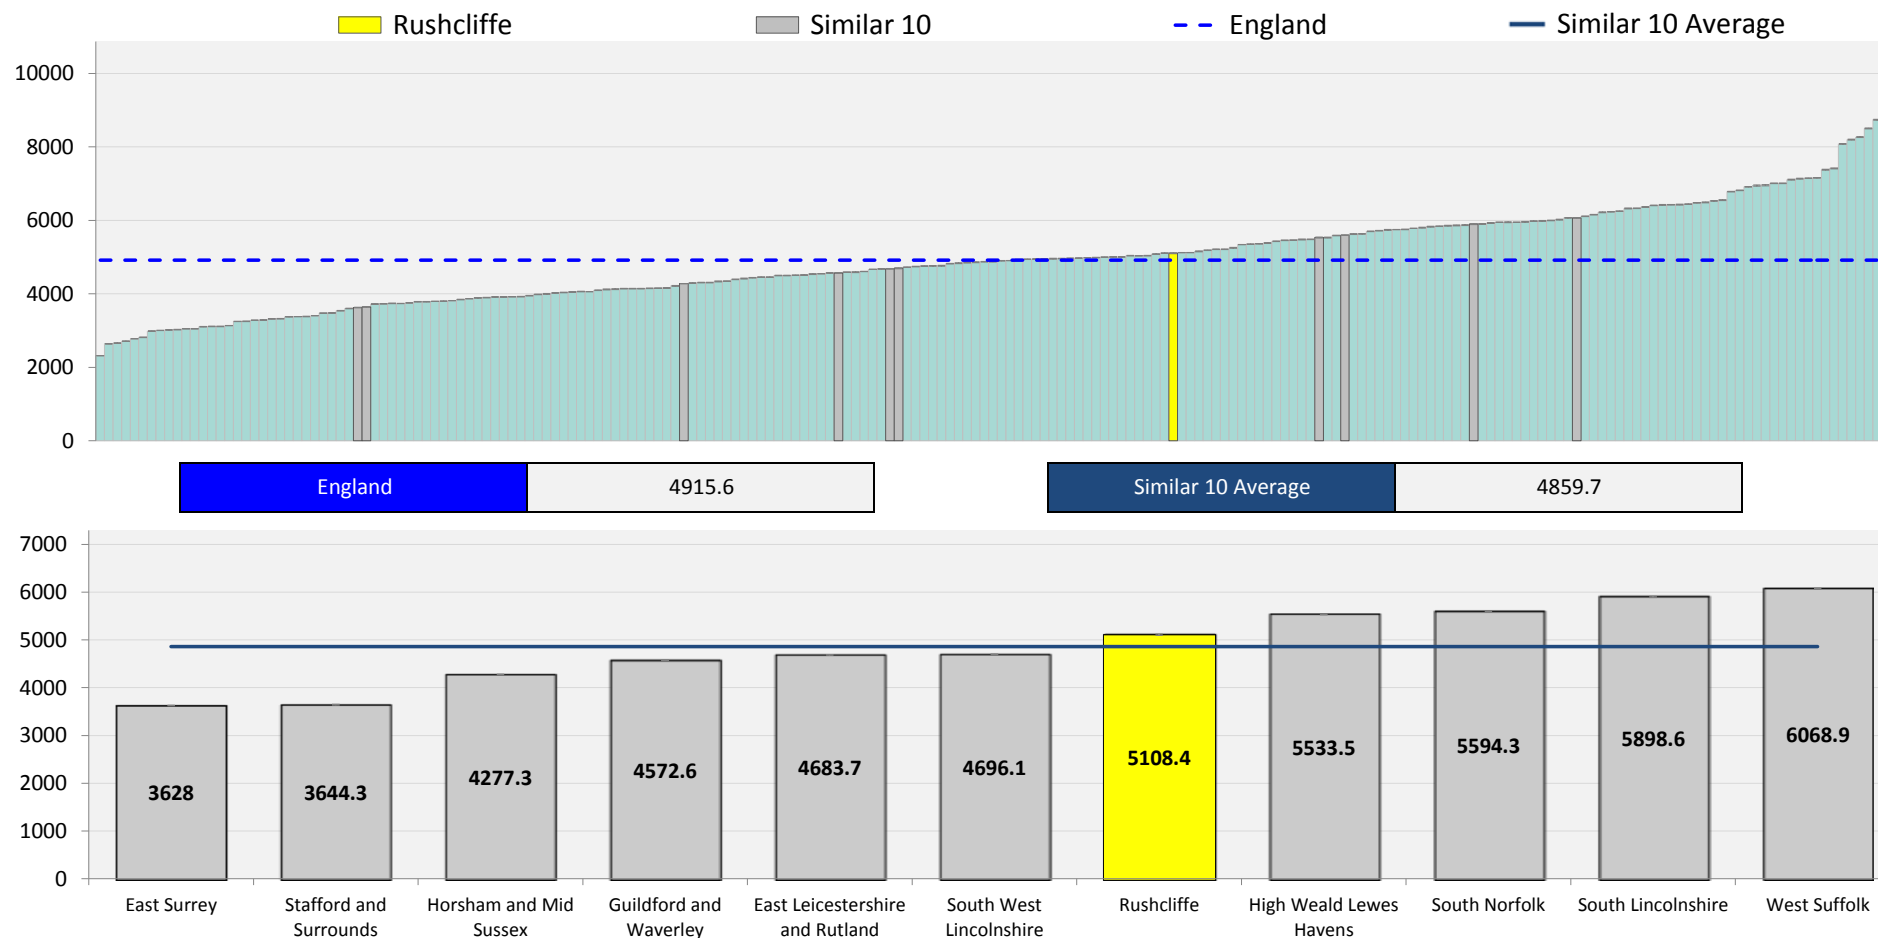 Rushcliffe Similar 10 England Similar 10 Average
10000
8000
6000
4000
2000
0
England 4915.6 Similar 10 Average 4859.7
7000
6000
5000
4000
3000
2000
1000
0
3628 3644.3 4277.3 4572.6 4683.7 4696.1 5108.4 5533.5 5594.3 5898.6 6068.9
East Surrey
Stafford and
Surrounds
Horsham and Mid
Sussex
Guildford and
Waverley
East Leicestershire
and Rutland
South West
Lincolnshire
Rushcliffe
High Weald Lewes
Havens
South Norfolk
South Lincolnshire
West Suffolk